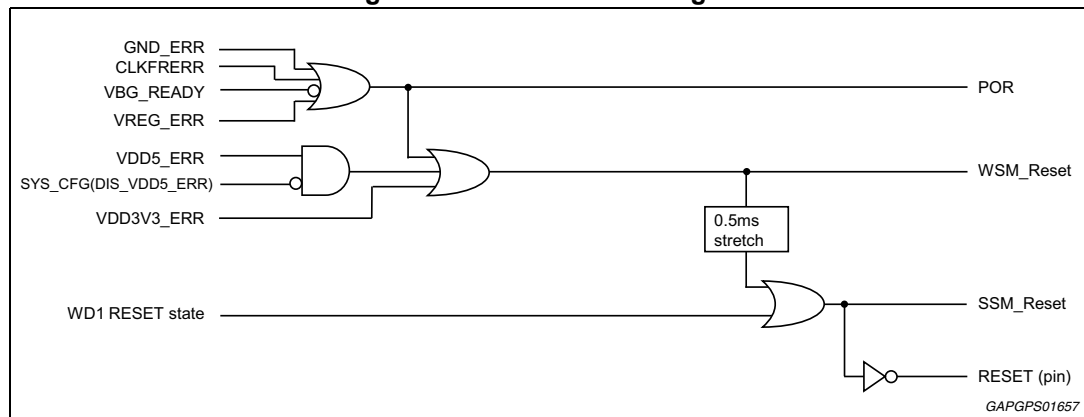 GND_ERR
CLKFRERR
VBG_READY
VREG_ERR
POR
VDD5_ERR
SYS_CFG(DIS_VDD5_ERR)
WSM_Reset
VDD3V3_ERR
0.5ms
stretch
WD1 RESET state
SSM_Reset
RESET (pin)
GAPGPS01657